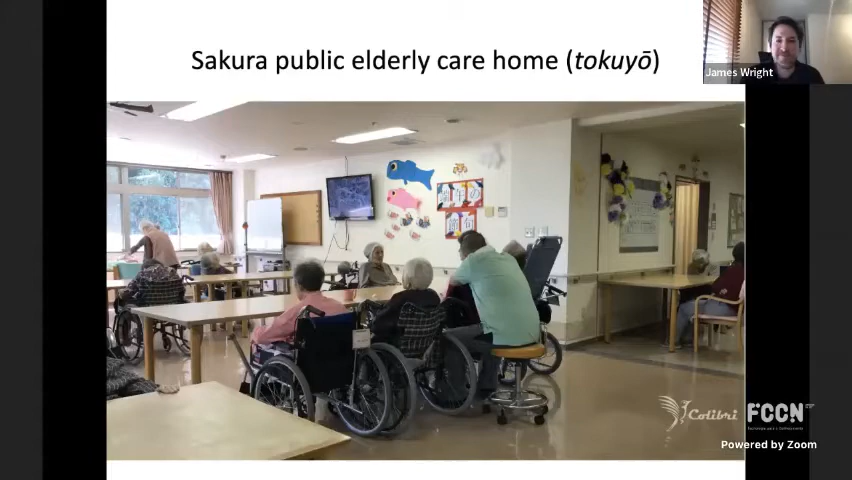 Sakura public elderly care home (tokuyō)
James Wright
Colibri
FCCN
Powered by Zoom